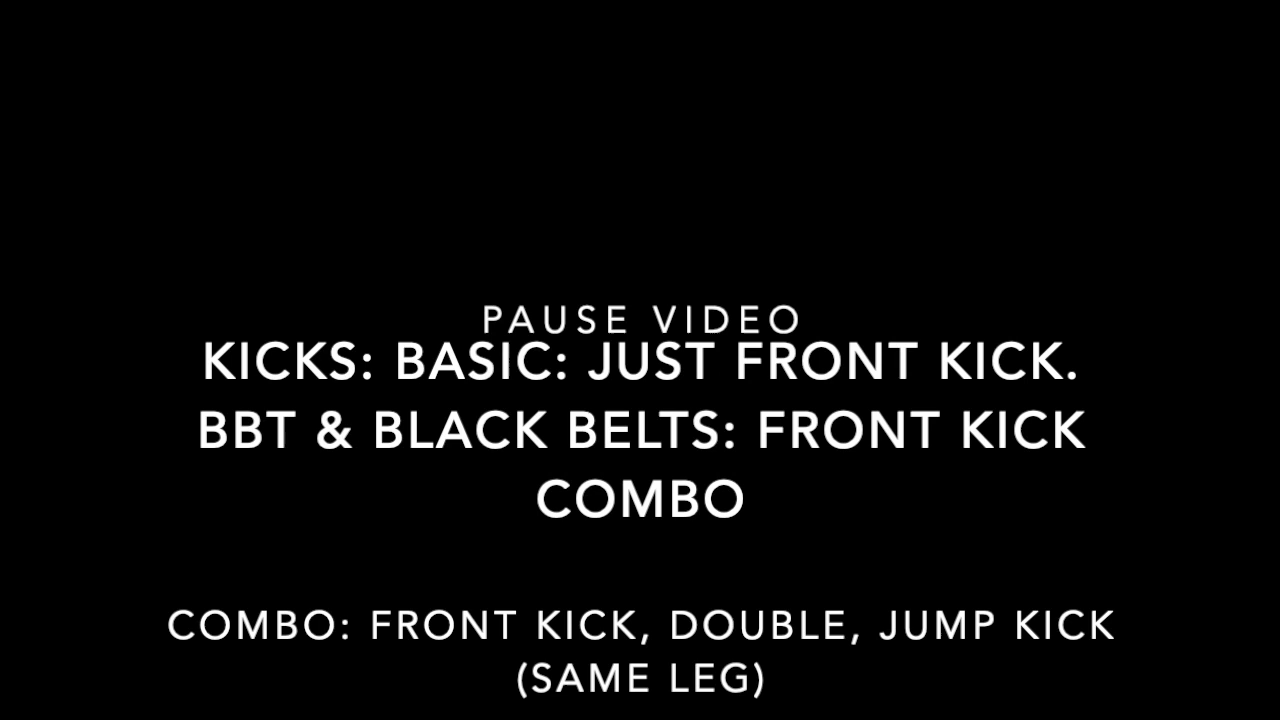 PAUSE VIDEO
KICKS: BASIC: JUST FRONT KICK.
BBT & BLACK BELTS: FRONT KICK
COMBO
COMBO: FRONT KICK, DOUBLE, JUMP KICK
(SAME LEG)